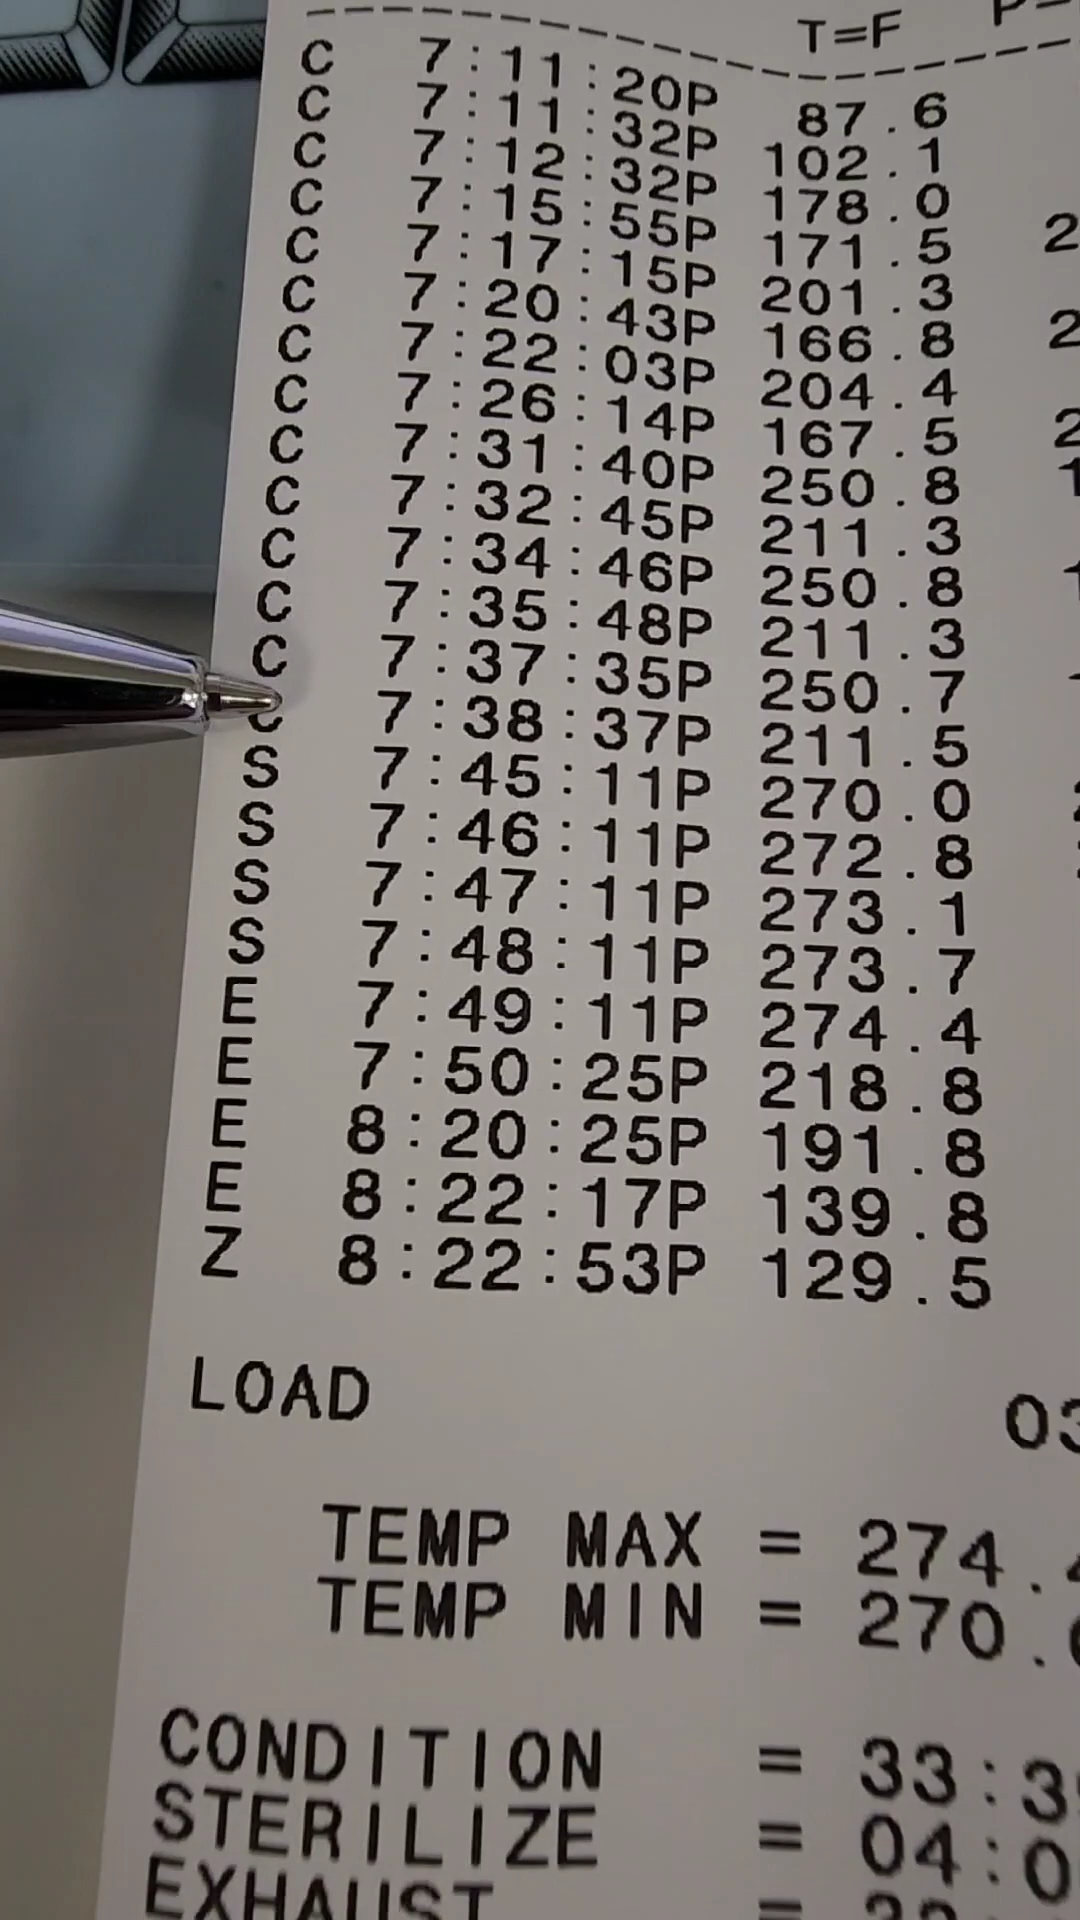 T=F
C 7:11:20P 87.6
C 7:11:32P 102.1
C 7:12:32P 178.0
C 7:15:55P 171.5
C 7:17:15P 201.3
C 7:20:43P 166.8
C 7:22:03P 204.4
C 7:26:14P 167.5
C 7:31:40P 250.8
C 7:32:45P 211.3
C 7:34:46P 250.8
C 7:35:48P 211.3
C 7:37:35P 250.7
C 7:38:37P 211.5
S 7:45:11P 270.0
S 7:46:11P 272.8
S 7:47:11P 273.1
S 7:48:11P 273.7
E 7:49:11P 274.4
E 7:50:25P 218.8
E 8:20:25P 191.8
E 8:22:17P 139.8
Z 8:22:53P 129.5
LOAD 03
TEMP MAX = 274.
TEMP MIN = 270.
CONDITION = 33:3
STERILIZE = 04:0
EXHAUST =